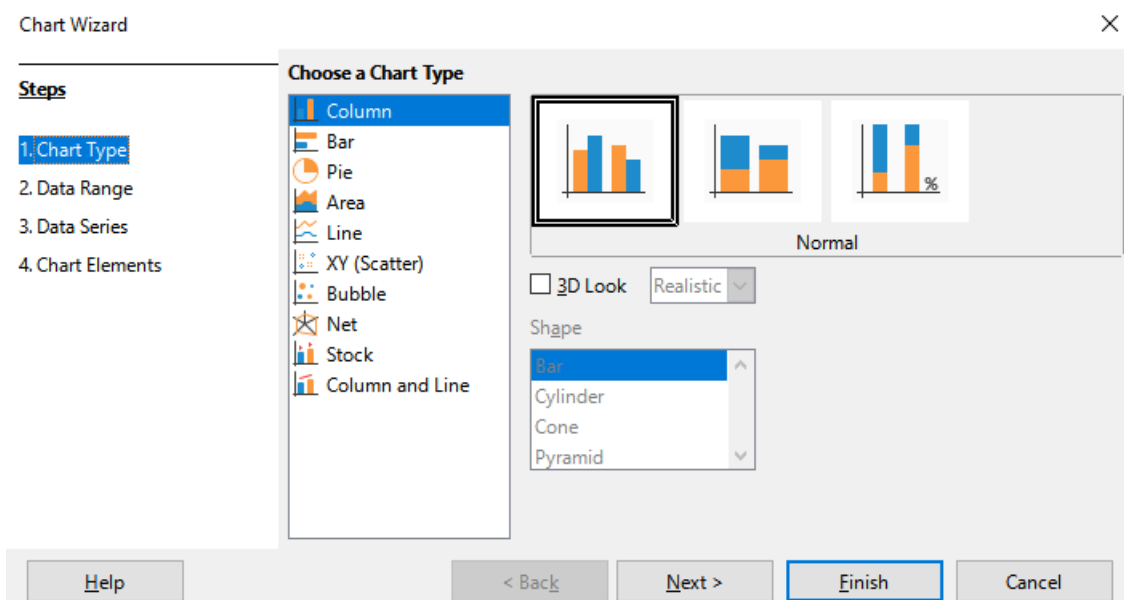 Chart Wizard
Steps
1. Chart Type
2. Data Range
3. Data Series
4. Chart Elements
Choose a Chart Type
Column
Bar
Pie
Area
Line
XY (Scatter)
Bubble
Net
Stock
Column and Line
%
Normal
3D Look
Realistic
Shape
Bar
Cylinder
Cone
Pyramid
Help
< Back
Next >
Finish
Cancel